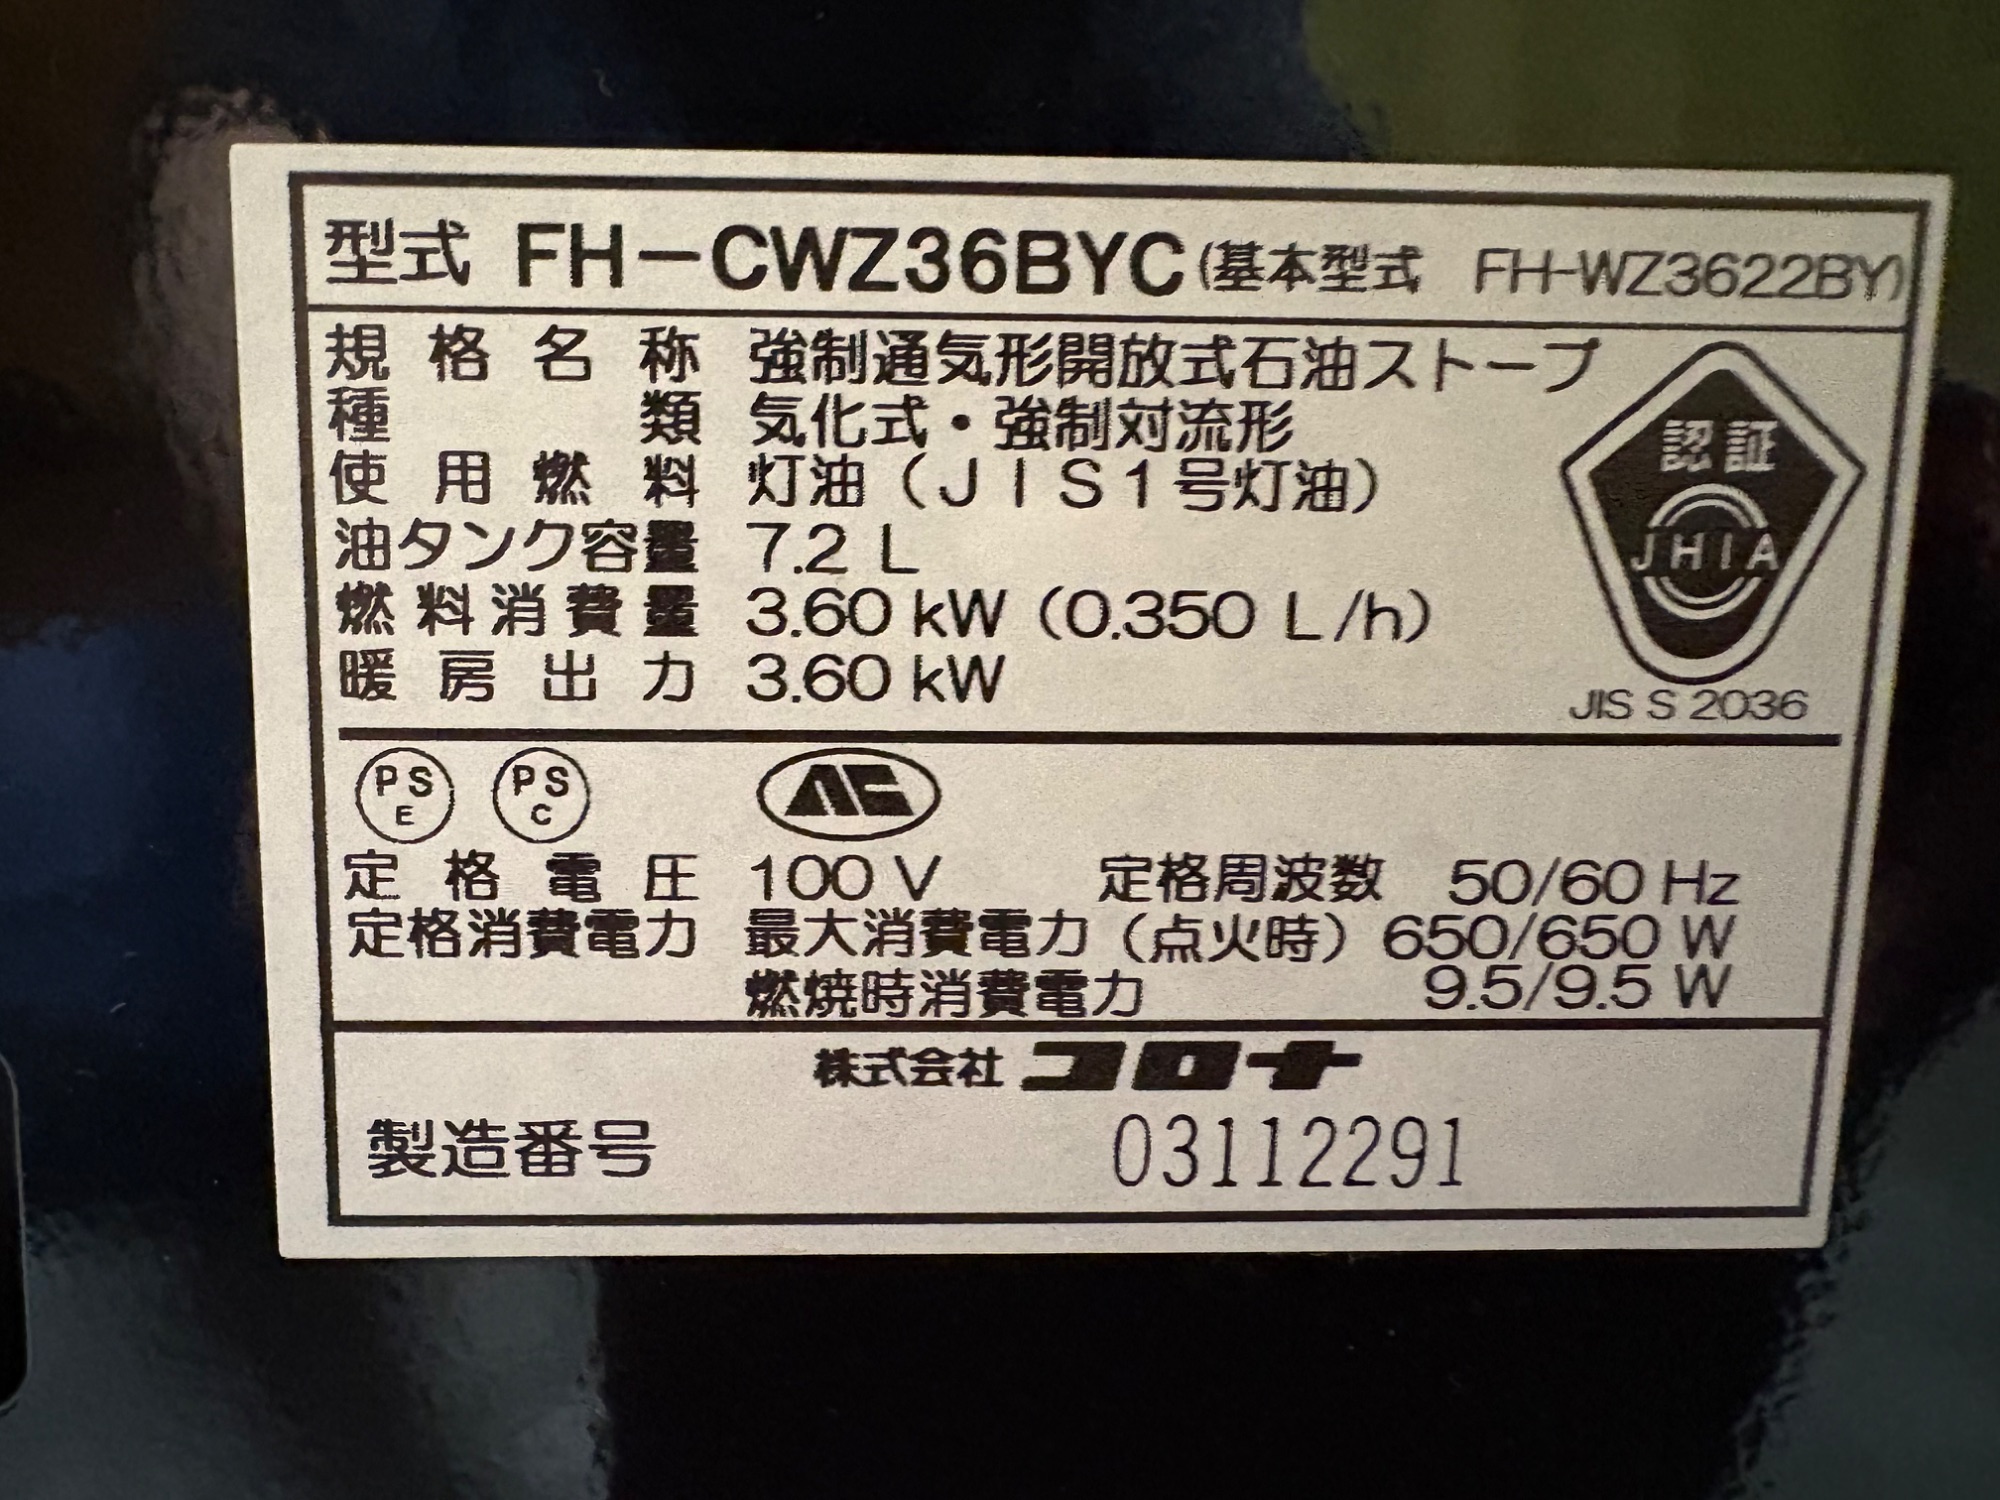 型式 FH-CWZ36BYC(基本型式 FH-WZ3622BY)
規格名称 強制通気形開放式石油ストーブ
種類 気化式・強制対流形
使用燃料 灯油（JIS1号灯油）
油タンク容量 7.2 L
燃料消費量 3.60 kW（0.350 L/h）
暖房出力 3.60 kW
認証
JHIA
JIS S 2036
PS E PS C
定格電圧 100 V 定格周波数 50/60 Hz
定格消費電力 最大消費電力（点火時）650/650 W
燃焼時消費電力 9.5/9.5 W
株式会社コロナ
製造番号 03112291